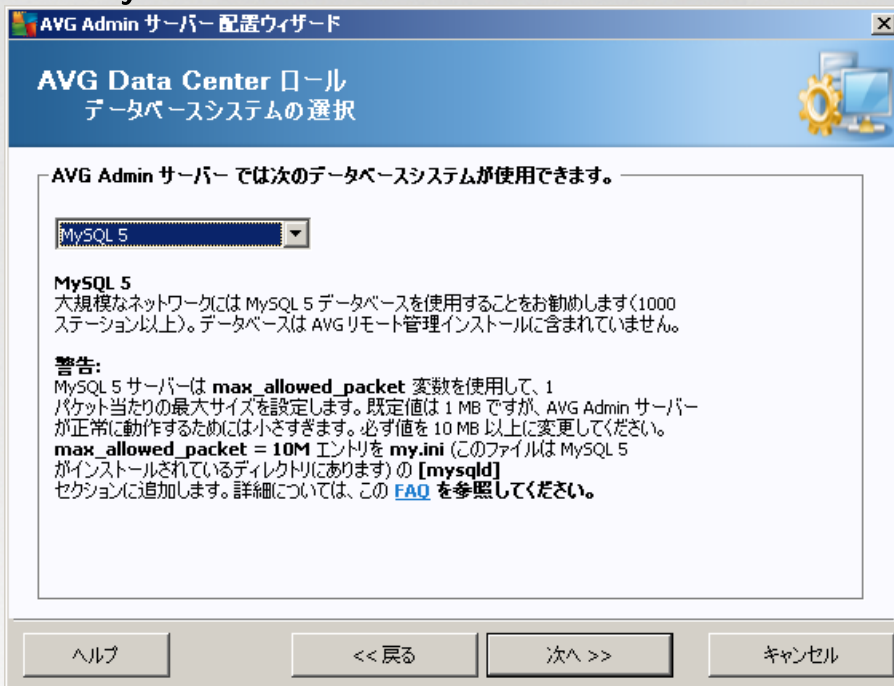 AVG Admin サーバー 配置ウィザード
AVG Data Center ロール
データベースシステムの選択
AVG Admin サーバー では次のデータベースシステムが使用できます。
MySQL 5
MySQL 5
大規模なネットワークには MySQL 5 データベースを使用することをお勧めします(1000
ステーション以上)。データベースは AVG リモート管理インストールに含まれていません。
警告:
MySQL 5 サーバーは max_allowed_packet 変数を使用して、1
パケット当たりの最大サイズを設定します。既定値は 1 MB ですが、AVG Admin サーバー
が正常に動作するためには小さすぎます。必ず値を 10 MB 以上に変更してください。
max_allowed_packet = 10M エントリを my.ini (このファイルは MySQL 5
がインストールされているディレクトリにあります) の [mysqld]
セクションに追加します。詳細については、この FAQ を参照してください。
ヘルプ
<< 戻る
次へ >>
キャンセル